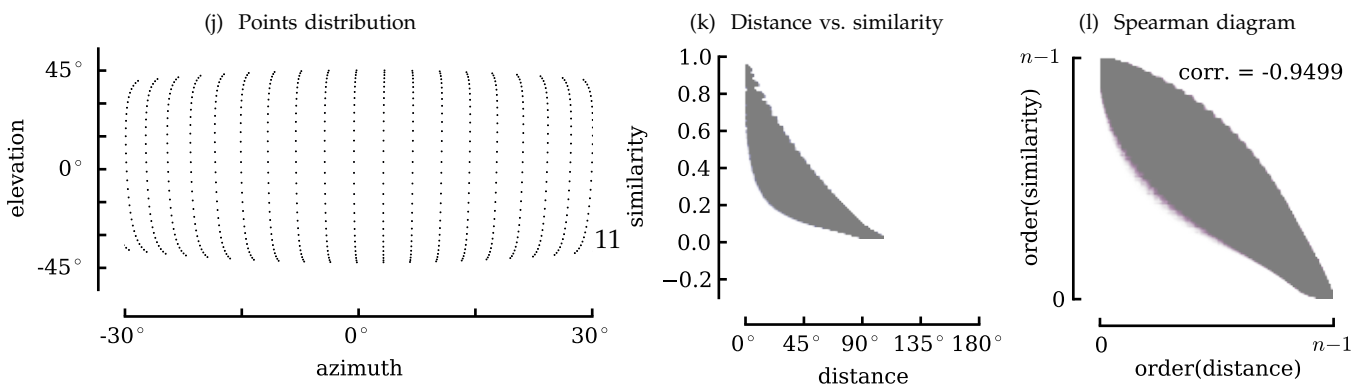 (j) Points distribution
45°
0°
-45°
elevation
-30°
0°
30°
azimuth
11
(k) Distance vs. similarity
1.0
0.8
0.6
0.4
0.2
0.0
−0.2
similarity
0° 45° 90° 135° 180°
distance
(l) Spearman diagram
n−1
corr. = -0.9499
order(similarity)
0
0
n−1
order(distance)